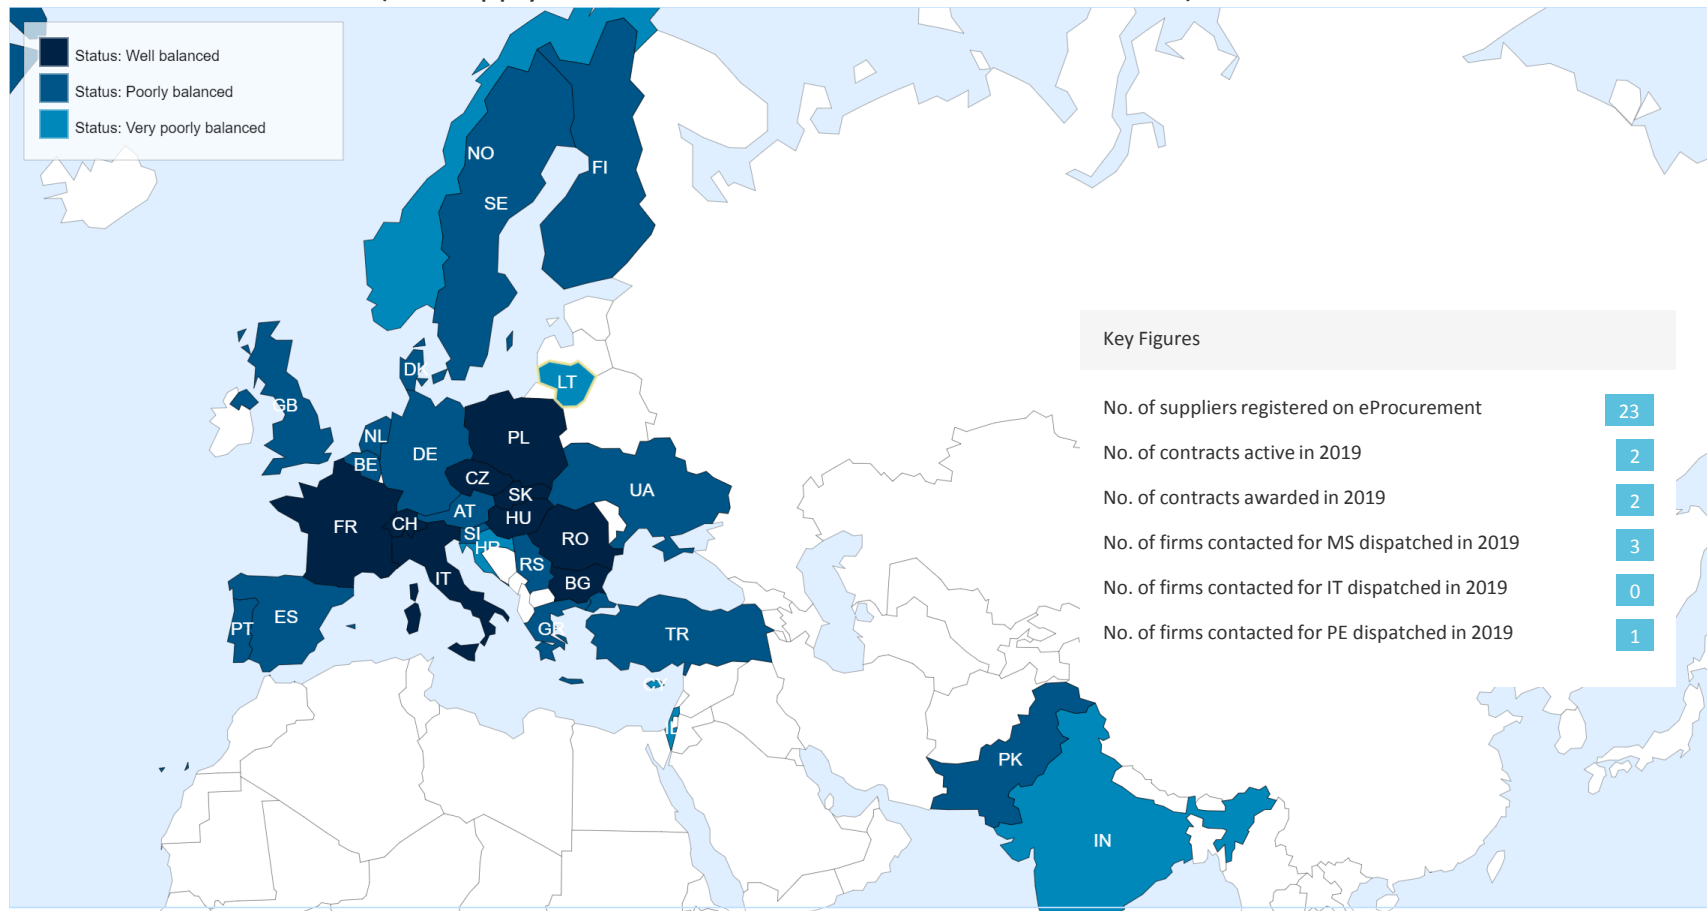 Status: Well balanced
Status: Poorly balanced
Status: Very poorly balanced
NO
FI
SE
DK
LT
GB
PL
NL
DE
BE
CZ
SK
UA
AT
HU
FR
CH
SI
RO
HR
RS
IT
BG
ES
PT
GR
TR
CY
IL
PK
IN
Key Figures
No. of suppliers registered on eProcurement 23
No. of contracts active in 2019 2
No. of contracts awarded in 2019 2
No. of firms contacted for MS dispatched in 2019 3
No. of firms contacted for IT dispatched in 2019 0
No. of firms contacted for PE dispatched in 2019 1